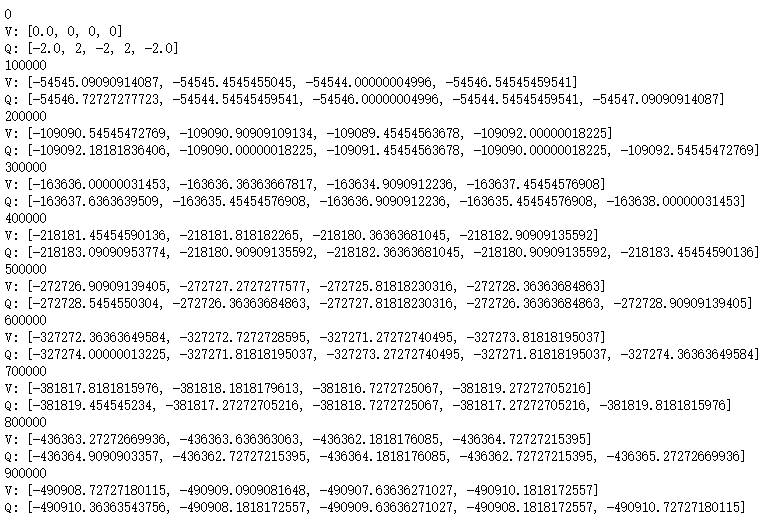 0
V: [0.0, 0, 0, 0]
Q: [-2.0, 2, -2, 2, -2.0]
100000
V: [-54545.09090914087, -54545.4545455045, -54544.00000004996, -54546.54545459541]
Q: [-54546.72727277723, -54544.54545459541, -54546.00000004996, -54544.54545459541, -54547.09090914087]
200000
V: [-109090.54545472769, -109090.90909109134, -109089.45454563678, -109092.00000018225]
Q: [-109092.18181836406, -109090.00000018225, -109091.45454563678, -109090.00000018225, -109092.54545472769]
300000
V: [-163636.00000031453, -163636.36363667817, -163634.9090912236, -163637.45454576908]
Q: [-163637.6363639509, -163635.45454576908, -163636.9090912236, -163635.45454576908, -163638.00000031453]
400000
V: [-218181.45454590136, -218181.818182265, -218180.36363681045, -218182.90909135592]
Q: [-218183.09090953774, -218180.90909135592, -218182.36363681045, -218180.90909135592, -218183.45454590136]
500000
V: [-272726.90909139405, -272727.2727277577, -272725.81818230316, -272728.36363684863]
Q: [-272728.5454550304, -272726.36363684863, -272727.81818230316, -272726.36363684863, -272728.90909139405]
600000
V: [-327272.36363649584, -327272.7272728595, -327271.27272740495, -327273.81818195037]
Q: [-327274.00000013225, -327271.81818195037, -327273.27272740495, -327271.81818195037, -327274.36363649584]
700000
V: [-381817.8181815976, -381818.1818179613, -381816.7272725067, -381819.27272705216]
Q: [-381819.454545234, -381817.27272705216, -381818.7272725067, -381817.27272705216, -381819.8181815976]
800000
V: [-436363.27272669936, -436363.636363063, -436362.1818176085, -436364.72727215395]
Q: [-436364.9090903357, -436362.72727215395, -436364.1818176085, -436362.72727215395, -436365.27272669936]
900000
V: [-490908.72727180115, -490909.0909081648, -490907.63636271027, -490910.1818172557]
Q: [-490910.36363543756, -490908.1818172557, -490909.63636271027, -490908.1818172557, -490910.72727180115]